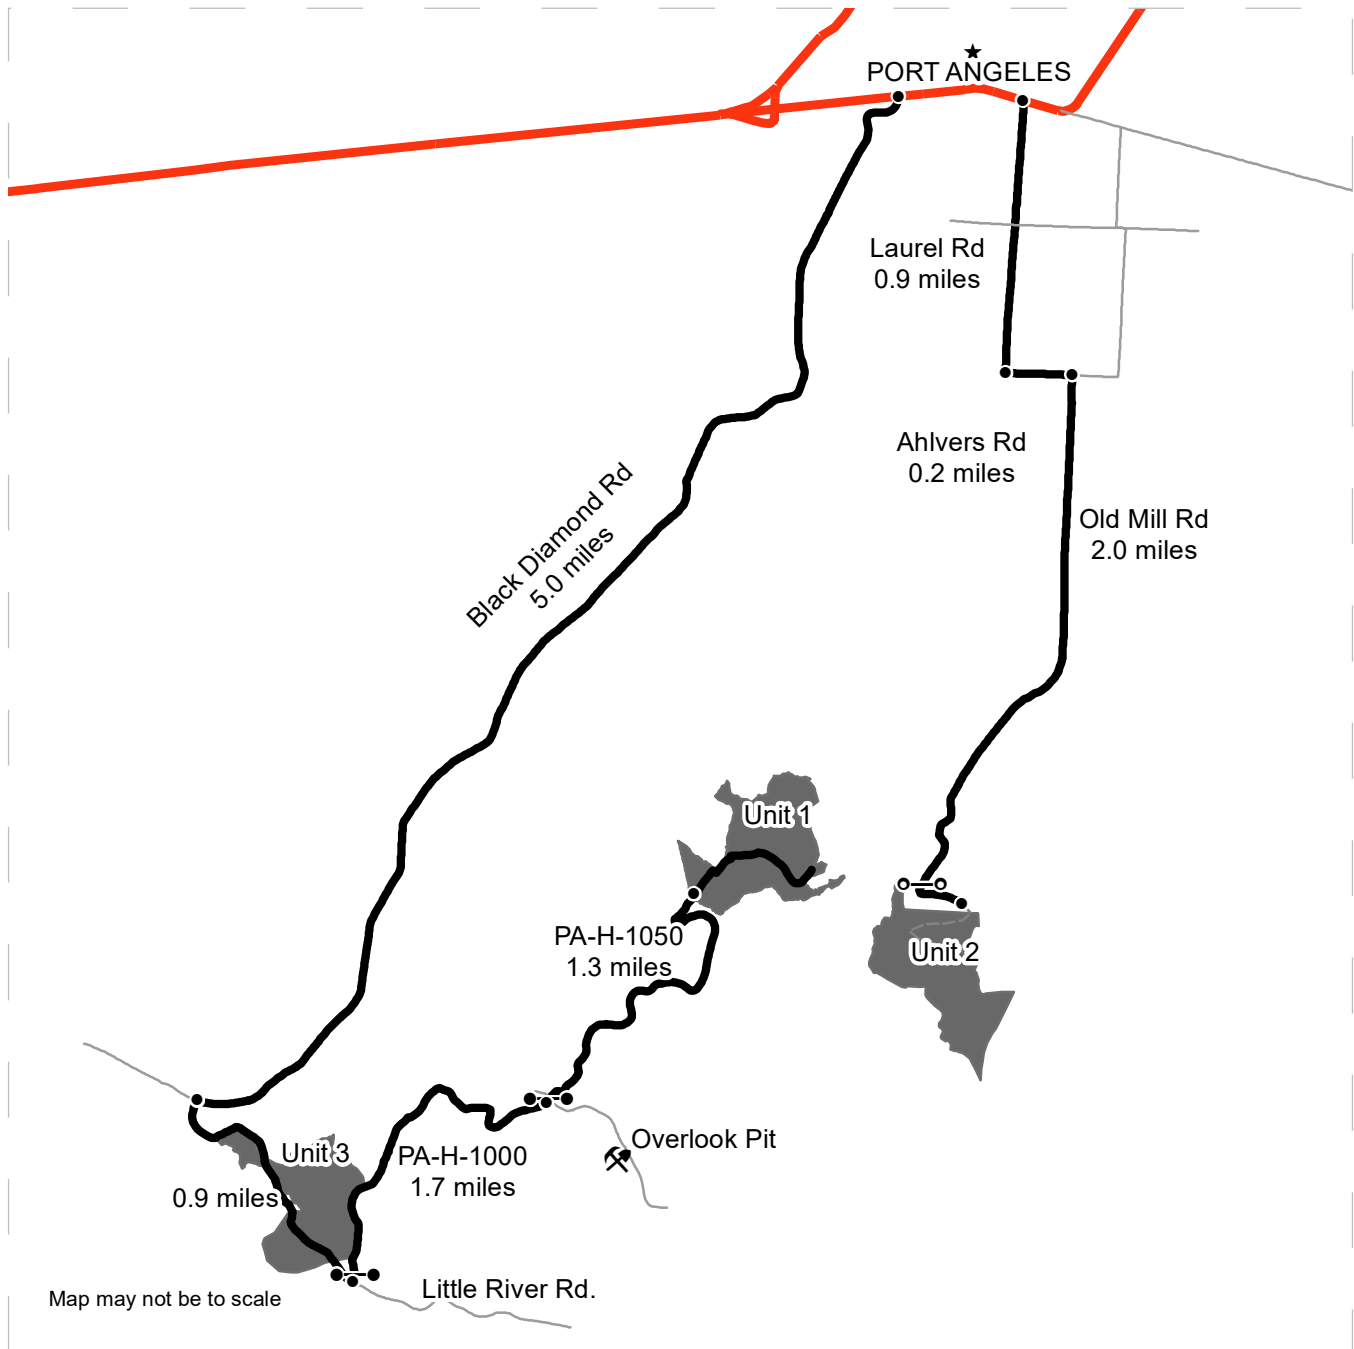 PORT ANGELES
Laurel Rd
0.9 miles
Ahlvers Rd
0.2 miles
Black Diamond Rd
5.0 miles
Old Mill Rd
2.0 miles
Unit 1
PA-H-1050
1.3 miles
Unit 2
Overlook Pit
Unit 3
PA-H-1000
1.7 miles
0.9 miles
Little River Rd.
Map may not be to scale